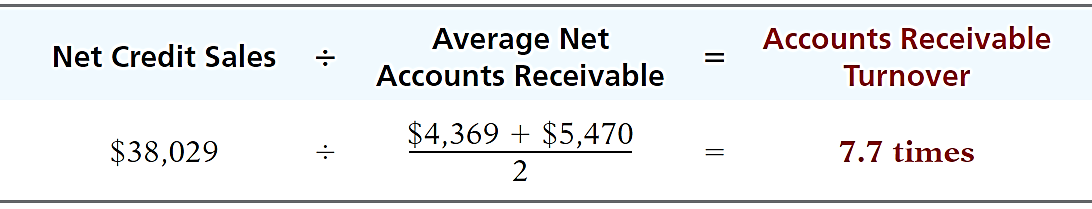 Net Credit Sales ÷ Average Net Accounts Receivable = Accounts Receivable Turnover
$38,029 ÷ $4,369 + $5,470 / 2 = 7.7 times